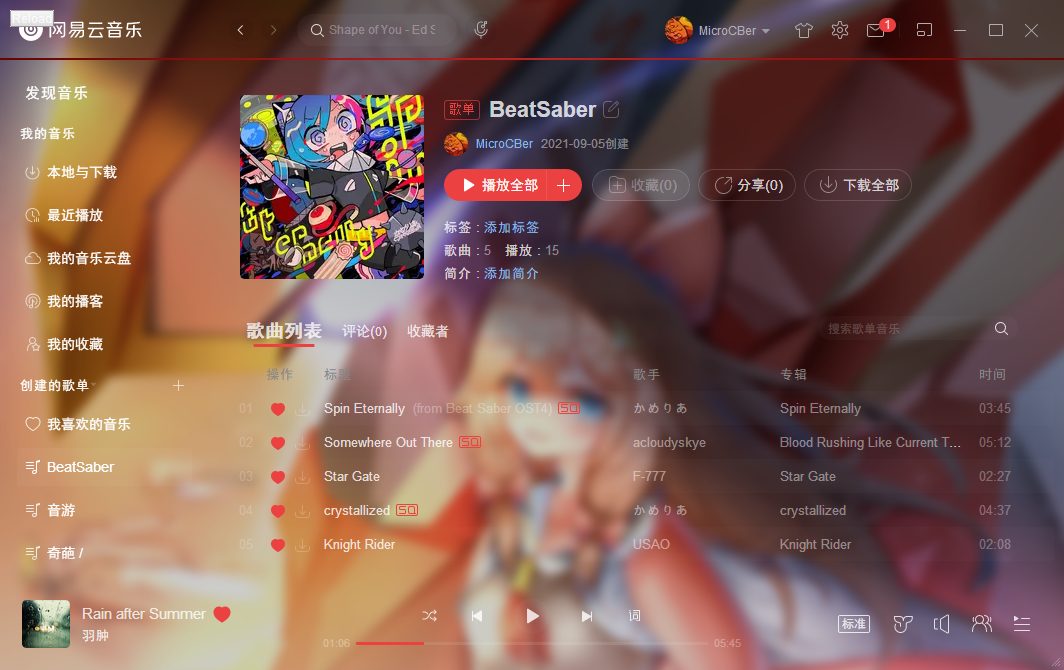 Reload
网易云音乐
Shape of You - Ed S
MicroCBer
1
发现音乐
我的音乐
本地与下载
最近播放
我的音乐云盘
我的播客
我的收藏
创建的歌单
我喜欢的音乐
BeatSaber
音游
奇葩 /
歌单 BeatSaber
MicroCBer 2021-09-05创建
播放全部
收藏(0)
分享(0)
下载全部
标签 : 添加标签
歌曲 : 5 播放 : 15
简介 : 添加简介
歌曲列表 评论(0) 收藏者
搜索歌单音乐
操作 标题 歌手 专辑 时间
01 Spin Eternally (from Beat Saber OST4) SQ かめりあ Spin Eternally 03:45
02 Somewhere Out There SQ acloudyskye Blood Rushing Like Current T... 05:12
03 Star Gate F-777 Star Gate 02:27
04 crystallized SQ かめりあ crystallized 04:37
05 Knight Rider USAO Knight Rider 02:08
Rain after Summer
羽肿
词
01:06 05:45
标准